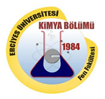 ERCİYES ÜNİVERSİTESİ
KİMYA BÖLÜMÜ
1984
Fen Fakültesi